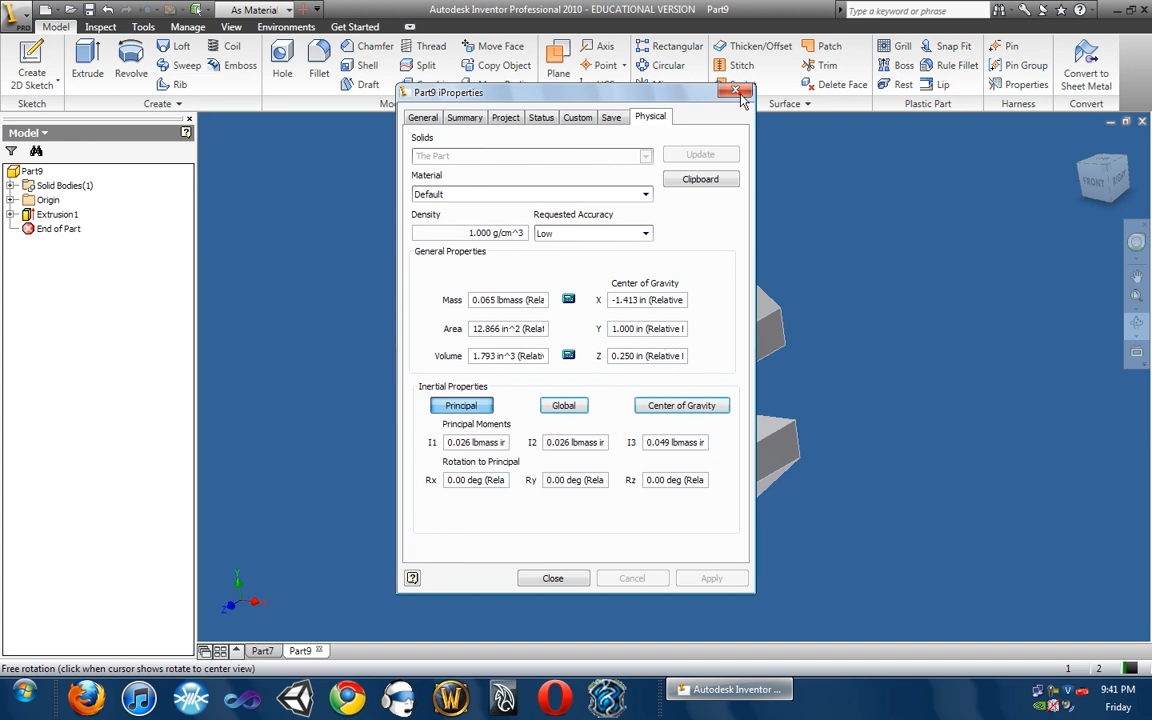 As Material
Autodesk Inventor Professional 2010 - EDUCATIONAL VERSION Part9
Type a keyword or phrase
PRO
Model Inspect Tools Manage View Environments Get Started
Create
2D Sketch
Extrude
Revolve
Loft
Sweep
Rib
Coil
Emboss
Hole
Fillet
Chamfer
Shell
Draft
Thread
Split
Move Face
Copy Object
Plane
Axis
Point
Rectangular
Circular
Thicken/Offset
Stitch
Patch
Trim
Delete Face
Grill
Boss
Rest
Snap Fit
Rule Fillet
Lip
Pin
Pin Group
Properties
Convert to
Sheet Metal
Sketch
Create
Surface
Plastic Part
Harness
Convert
Model
Part9
Solid Bodies(1)
Origin
Extrusion1
End of Part
Part9 iProperties
General Summary Project Status Custom Save Physical
Solids
The Part
Update
Material
Clipboard
Default
Density Requested Accuracy
1.000 g/cm^3 Low
General Properties
Center of Gravity
Mass 0.065 lbmass (Rela X -1.413 in (Relative
Area 12.866 in^2 (Relat Y 1.000 in (Relative
Volume 1.793 in^3 (Relativ Z 0.250 in (Relative
Inertial Properties
Principal Global Center of Gravity
Principal Moments
I1 0.026 lbmass ir I2 0.026 lbmass ir I3 0.049 lbmass ir
Rotation to Principal
Rx 0.00 deg (Rela Ry 0.00 deg (Rela Rz 0.00 deg (Rela
Close Cancel Apply
FRONT RIGHT
Y
Z
X
Part7 Part9
Free rotation (click when cursor shows rotate to center view) 1 2
Autodesk Inventor ...
9:41 PM
Friday